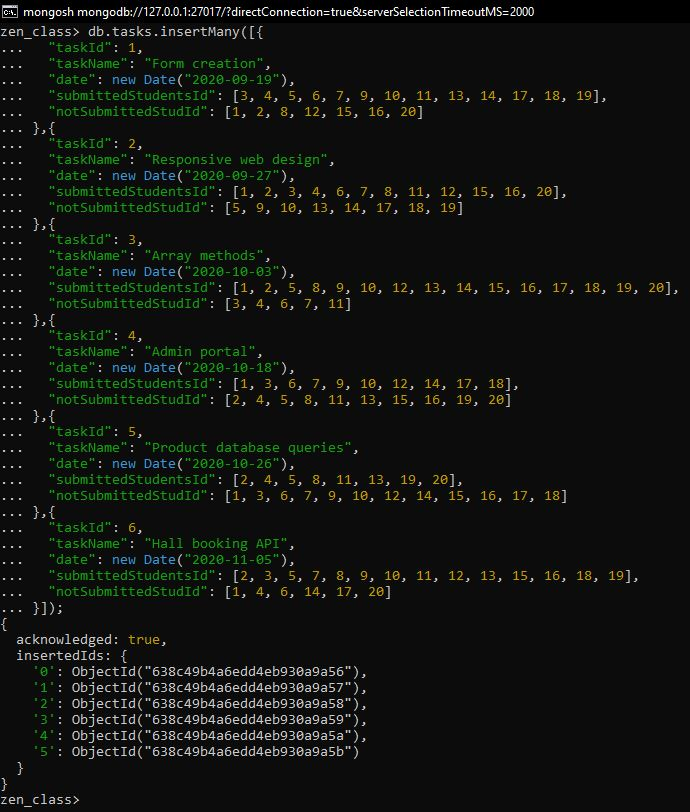 mongosh mongodb://127.0.0.1:27017/?directConnection=true&serverSelectionTimeoutMS=2000
zen_class> db.tasks.insertMany([{
...   "taskId": 1,
...   "taskName": "Form creation",
...   "date": new Date("2020-09-19"),
...   "submittedStudentsId": [3, 4, 5, 6, 7, 9, 10, 11, 13, 14, 17, 18, 19],
...   "notSubmittedStudId": [1, 2, 8, 12, 15, 16, 20]
... },{
...   "taskId": 2,
...   "taskName": "Responsive web design",
...   "date": new Date("2020-09-27"),
...   "submittedStudentsId": [1, 2, 3, 4, 6, 7, 8, 11, 12, 15, 16, 20],
...   "notSubmittedStudId": [5, 9, 10, 13, 14, 17, 18, 19]
... },{
...   "taskId": 3,
...   "taskName": "Array methods",
...   "date": new Date("2020-10-03"),
...   "submittedStudentsId": [1, 2, 5, 8, 9, 10, 12, 13, 14, 15, 16, 17, 18, 19, 20],
...   "notSubmittedStudId": [3, 4, 6, 7, 11]
... },{
...   "taskId": 4,
...   "taskName": "Admin portal",
...   "date": new Date("2020-10-18"),
...   "submittedStudentsId": [1, 3, 6, 7, 9, 10, 12, 14, 17, 18],
...   "notSubmittedStudId": [2, 4, 5, 8, 11, 13, 15, 16, 19, 20]
... },{
...   "taskId": 5,
...   "taskName": "Product database queries",
...   "date": new Date("2020-10-26"),
...   "submittedStudentsId": [2, 4, 5, 8, 11, 13, 19, 20],
...   "notSubmittedStudId": [1, 3, 6, 7, 9, 10, 12, 14, 15, 16, 17, 18]
... },{
...   "taskId": 6,
...   "taskName": "Hall booking API",
...   "date": new Date("2020-11-05"),
...   "submittedStudentsId": [2, 3, 5, 7, 8, 9, 10, 11, 12, 13, 15, 16, 18, 19],
...   "notSubmittedStudId": [1, 4, 6, 14, 17, 20]
... }]);
{
  acknowledged: true,
  insertedIds: {
    '0': ObjectId("638c49b4a6edd4eb930a9a56"),
    '1': ObjectId("638c49b4a6edd4eb930a9a57"),
    '2': ObjectId("638c49b4a6edd4eb930a9a58"),
    '3': ObjectId("638c49b4a6edd4eb930a9a59"),
    '4': ObjectId("638c49b4a6edd4eb930a9a5a"),
    '5': ObjectId("638c49b4a6edd4eb930a9a5b")
  }
}
zen_class>